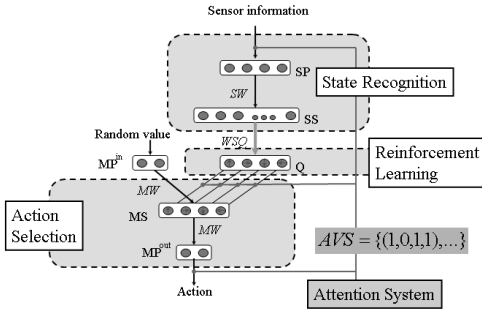 Sensor information
SP
State Recognition
SW
SS
Random value
WSQ
MP^in
Q
Reinforcement
Learning
MW
Action
Selection
MS
MW
AVS = {(1,0,1,1),...}
MP^out
Action
Attention System